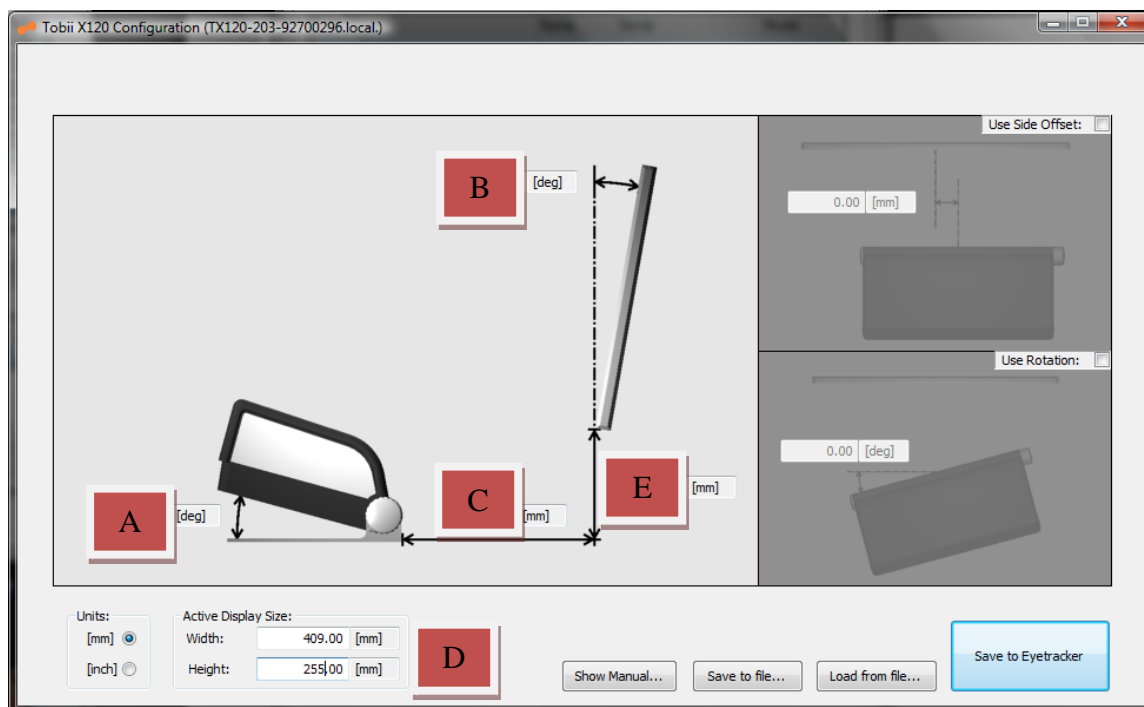 Tobii X120 Configuration (TX120-203-92700296.local.)
Use Side Offset:
B [deg]
0.00 [mm]
Use Rotation:
0.00 [deg]
A [deg]
C [mm]
E [mm]
Units:
[mm]
[inch]
Active Display Size:
Width: 409.00 [mm]
Height: 255.00 [mm]
D
Show Manual...
Save to file...
Load from file...
Save to Eyetracker